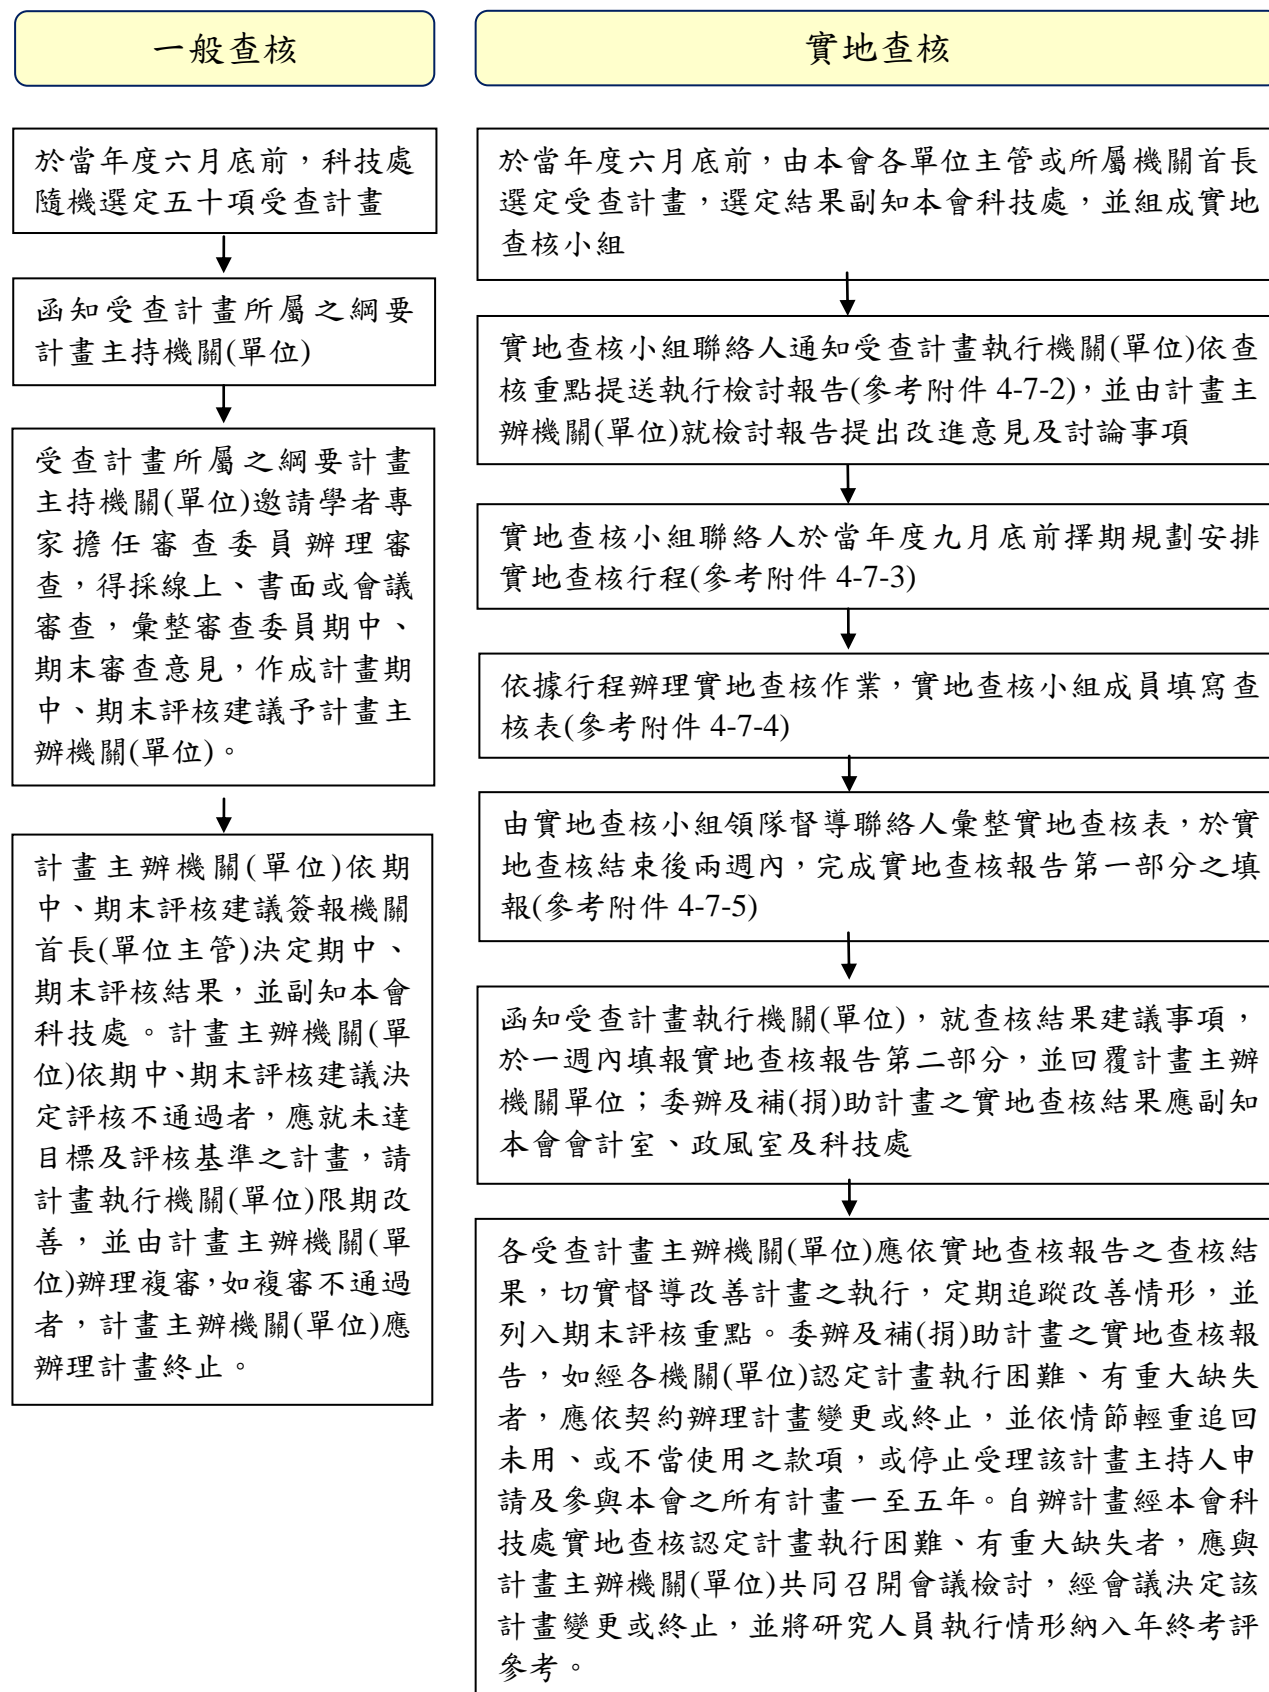 一般查核
於當年度六月底前，科技處
隨機選定五十項受查計畫
函知受查計畫所屬之綱要
計畫主持機關(單位)
受查計畫所屬之綱要計畫
主持機關(單位)邀請學者專
家擔任審查委員辦理審
查，得採線上、書面或會議
審查，彙整審查委員期中、
期末審查意見，作成計畫期
中、期末評核建議予計畫主
辦機關(單位)。
計畫主辦機關(單位)依期
中、期末評核建議簽報機關
首長(單位主管)決定期中、
期末評核結果，並副知本會
科技處。計畫主辦機關(單
位)依期中、期末評核建議決
定評核不通過者，應就未達
目標及評核基準之計畫，請
計畫執行機關(單位)限期改
善，並由計畫主辦機關(單
位)辦理複審，如複審不通過
者，計畫主辦機關(單位)應
辦理計畫終止。
實地查核
於當年度六月底前，由本會各單位主管或所屬機關首長
選定受查計畫，選定結果副知本會科技處，並組成實地
查核小組
實地查核小組聯絡人通知受查計畫執行機關(單位)依查
核重點提送執行檢討報告(參考附件 4-7-2)，並由計畫主
辦機關(單位)就檢討報告提出改進意見及討論事項
實地查核小組聯絡人於當年度九月底前擇期規劃安排
實地查核行程(參考附件 4-7-3)
依據行程辦理實地查核作業，實地查核小組成員填寫查
核表(參考附件 4-7-4)
由實地查核小組領隊督導聯絡人彙整實地查核表，於實
地查核結束後兩週內，完成實地查核報告第一部分之填
報(參考附件 4-7-5)
函知受查計畫執行機關(單位)，就查核結果建議事項，
於一週內填報實地查核報告第二部分，並回覆計畫主辦
機關單位；委辦及補(捐)助計畫之實地查核結果應副知
本會會計室、政風室及科技處
各受查計畫主辦機關(單位)應依實地查核報告之查核結
果，切實督導改善計畫之執行，定期追蹤改善情形，並
列入期末評核重點。委辦及補(捐)助計畫之實地查核報
告，如經各機關(單位)認定計畫執行困難、有重大缺失
者，應依契約辦理計畫變更或終止，並依情節輕重追回
未用、或不當使用之款項，或停止受理該計畫主持人申
請及參與本會之所有計畫一至五年。自辦計畫經本會科
技處實地查核認定計畫執行困難、有重大缺失者，應與
計畫主辦機關(單位)共同召開會議檢討，經會議決定該
計畫變更或終止，並將研究人員執行情形納入年終考評
參考。